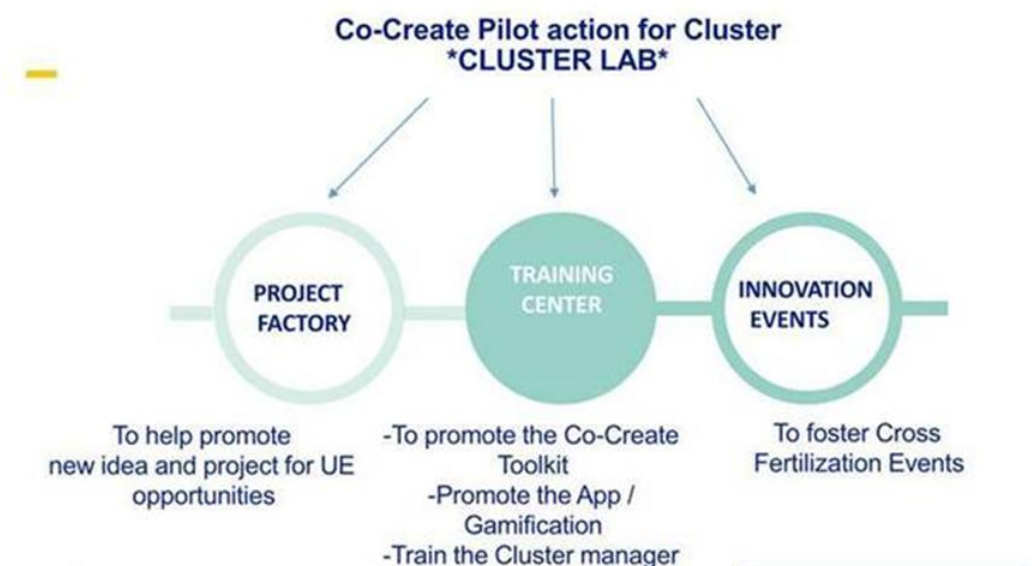 Co-Create Pilot action for Cluster
*CLUSTER LAB*
PROJECT
FACTORY
TRAINING
CENTER
INNOVATION
EVENTS
To help promote
new idea and project for UE
opportunities
-To promote the Co-Create
Toolkit
-Promote the App /
Gamification
-Train the Cluster manager
To foster Cross
Fertilization Events